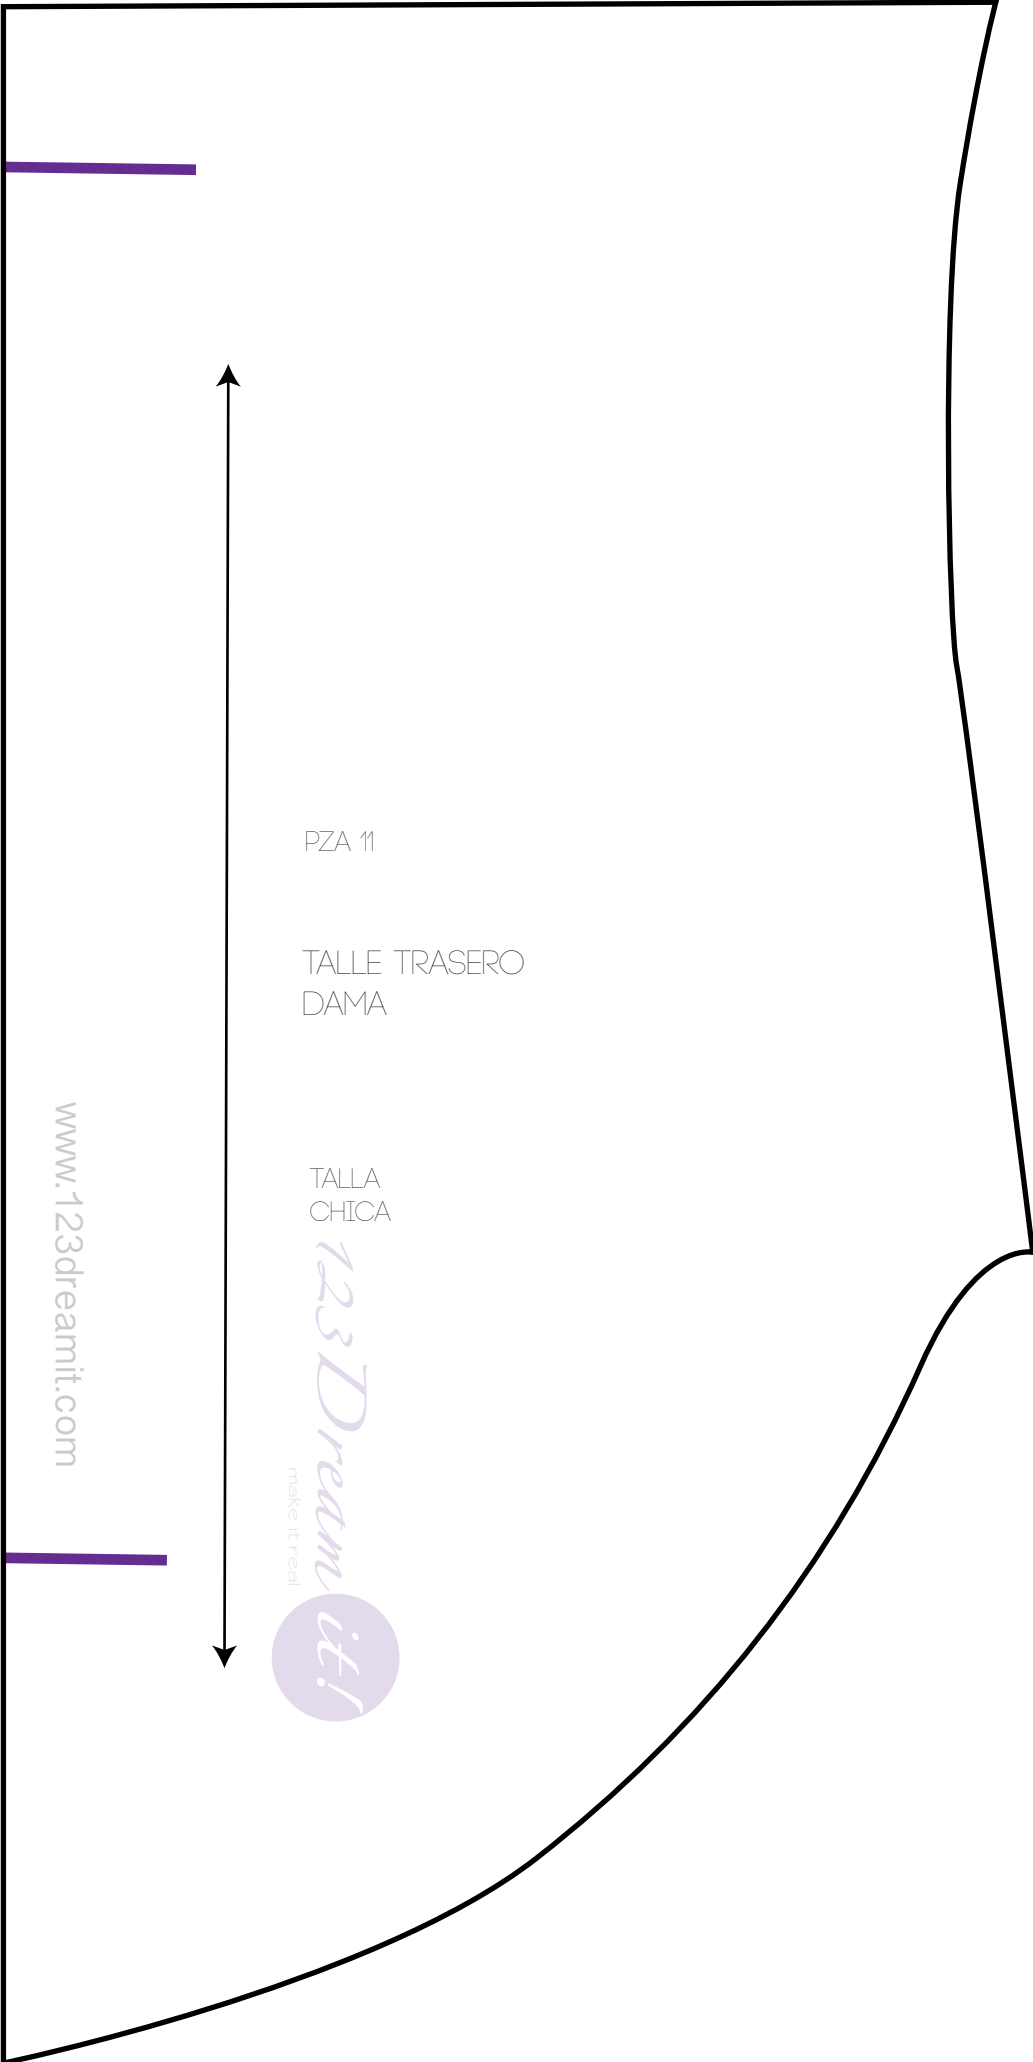 PZA 11
TALLE TRASERO
DAMA
TALLA
CHICA
www.123dreamit.com
123Dream it!
make it real